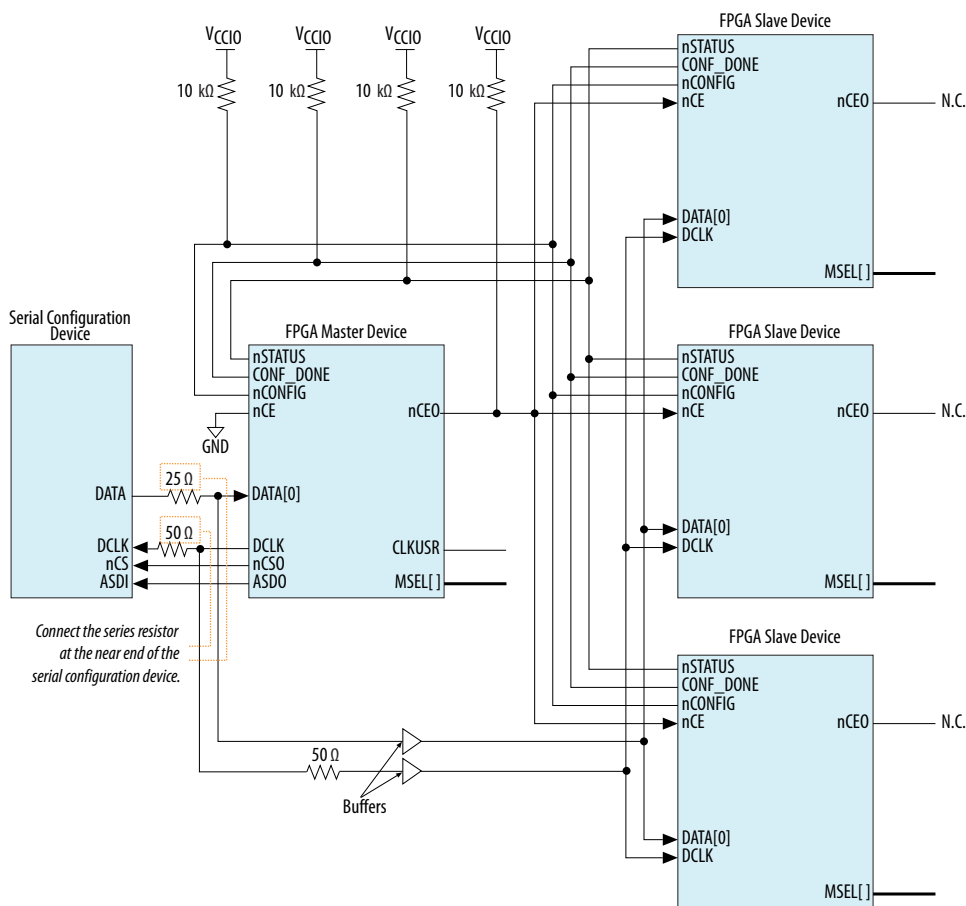 FPGA Slave Device
VCCIO VCCIO VCCIO VCCIO
10 kΩ 10 kΩ 10 kΩ 10 kΩ
nSTATUS
CONF_DONE
nCONFIG
nCE
nCEO
N.C.
DATA[0]
DCLK
MSEL[ ]
Serial Configuration
Device
DATA
DCLK
nCS
ASDI
25 Ω
50 Ω
Connect the series resistor
at the near end of the
serial configuration device.
FPGA Master Device
nSTATUS
CONF_DONE
nCONFIG
nCE
GND
nCEO
DATA[0]
DCLK
nCSO
ASDO
CLKUSR
MSEL[ ]
FPGA Slave Device
nSTATUS
CONF_DONE
nCONFIG
nCE
nCEO
N.C.
DATA[0]
DCLK
MSEL[ ]
50 Ω
Buffers
FPGA Slave Device
nSTATUS
CONF_DONE
nCONFIG
nCE
nCEO
N.C.
DATA[0]
DCLK
MSEL[ ]